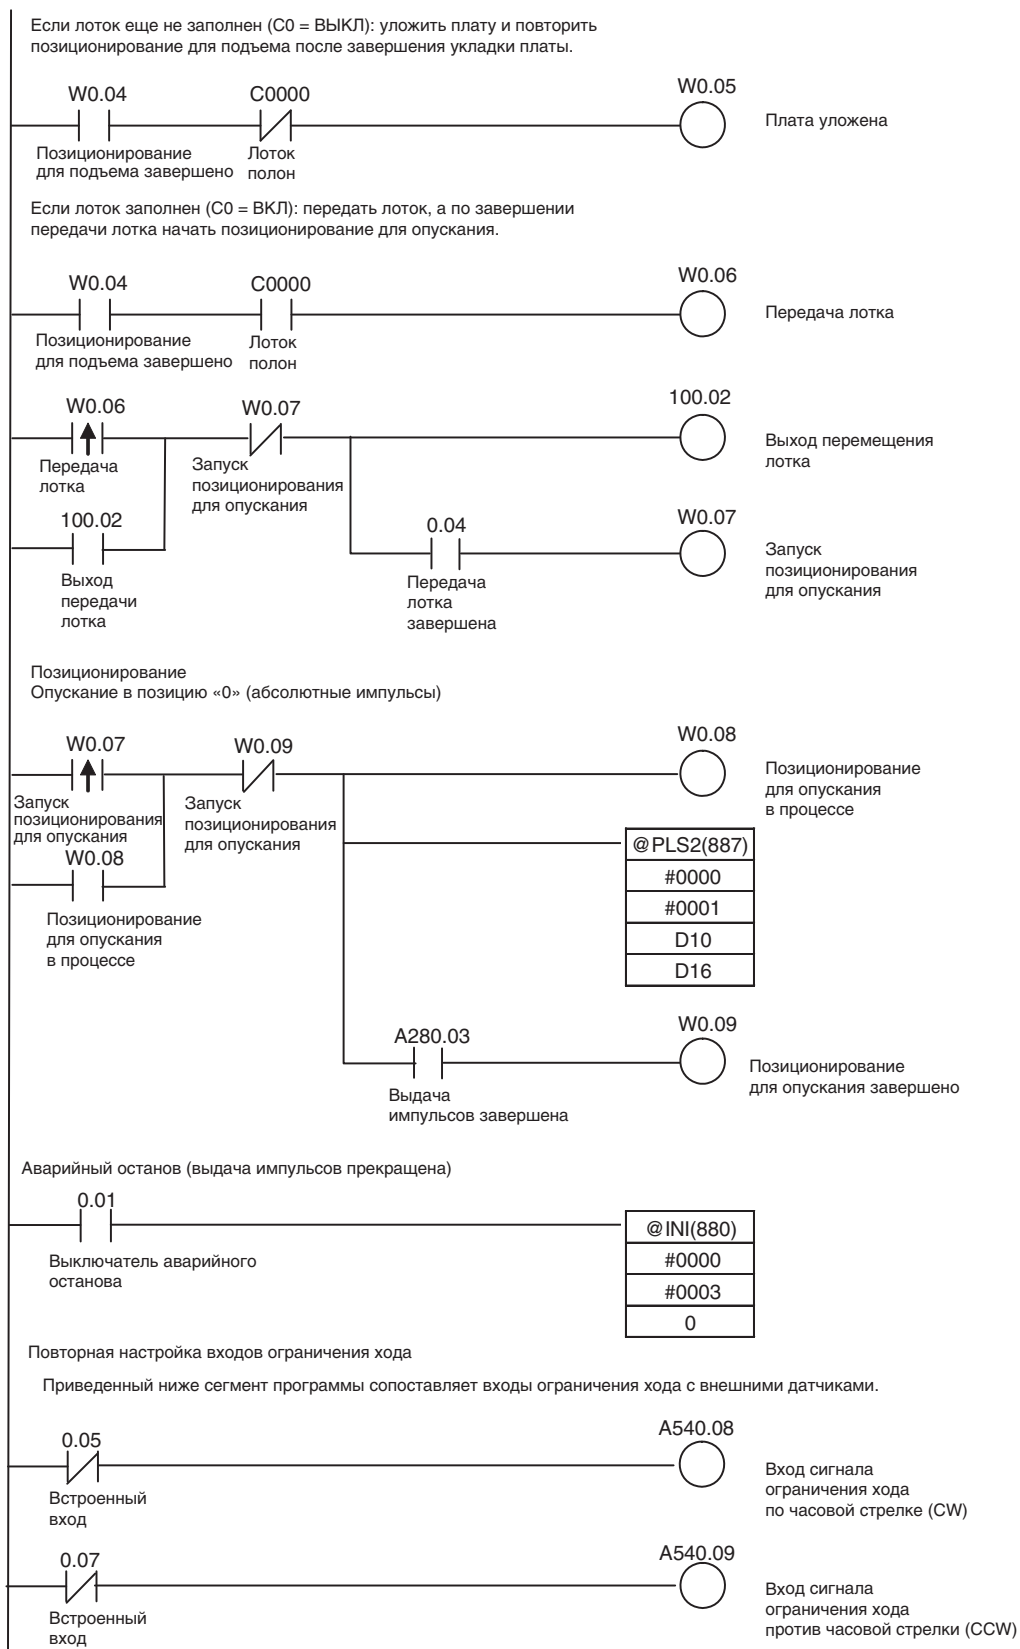 Если лоток еще не заполнен (C0 = ВЫКЛ): уложить плату и повторить
позиционирование для подъема после завершения укладки платы.
W0.04
C0000
W0.05
Позиционирование
для подъема завершено
Лоток
полон
Плата уложена
Если лоток заполнен (C0 = ВКЛ): передать лоток, а по завершении
передачи лотка начать позиционирование для опускания.
W0.04
C0000
W0.06
Позиционирование
для подъема завершено
Лоток
полон
Передача лотка
W0.06
W0.07
100.02
Передача
лотка
Запуск
позиционирования
для опускания
Выход перемещения
лотка
100.02
0.04
W0.07
Выход
передачи
лотка
Передача
лотка
завершена
Запуск
позиционирования
для опускания
Позиционирование
Опускание в позицию «0» (абсолютные импульсы)
W0.07
W0.09
W0.08
Запуск
позиционирования
для опускания
Запуск
позиционирования
для опускания
Позиционирование
для опускания
в процессе
W0.08
Позиционирование
для опускания
в процессе
@PLS2(887)
#0000
#0001
D10
D16
A280.03
W0.09
Выдача
импульсов завершена
Позиционирование
для опускания завершено
Аварийный останов (выдача импульсов прекращена)
0.01
Выключатель аварийного
останова
@INI(880)
#0000
#0003
0
Повторная настройка входов ограничения хода
Приведенный ниже сегмент программы сопоставляет входы ограничения хода с внешними датчиками.
0.05
A540.08
Встроенный
вход
Вход сигнала
ограничения хода
по часовой стрелке (CW)
0.07
A540.09
Встроенный
вход
Вход сигнала
ограничения хода
против часовой стрелки (CCW)